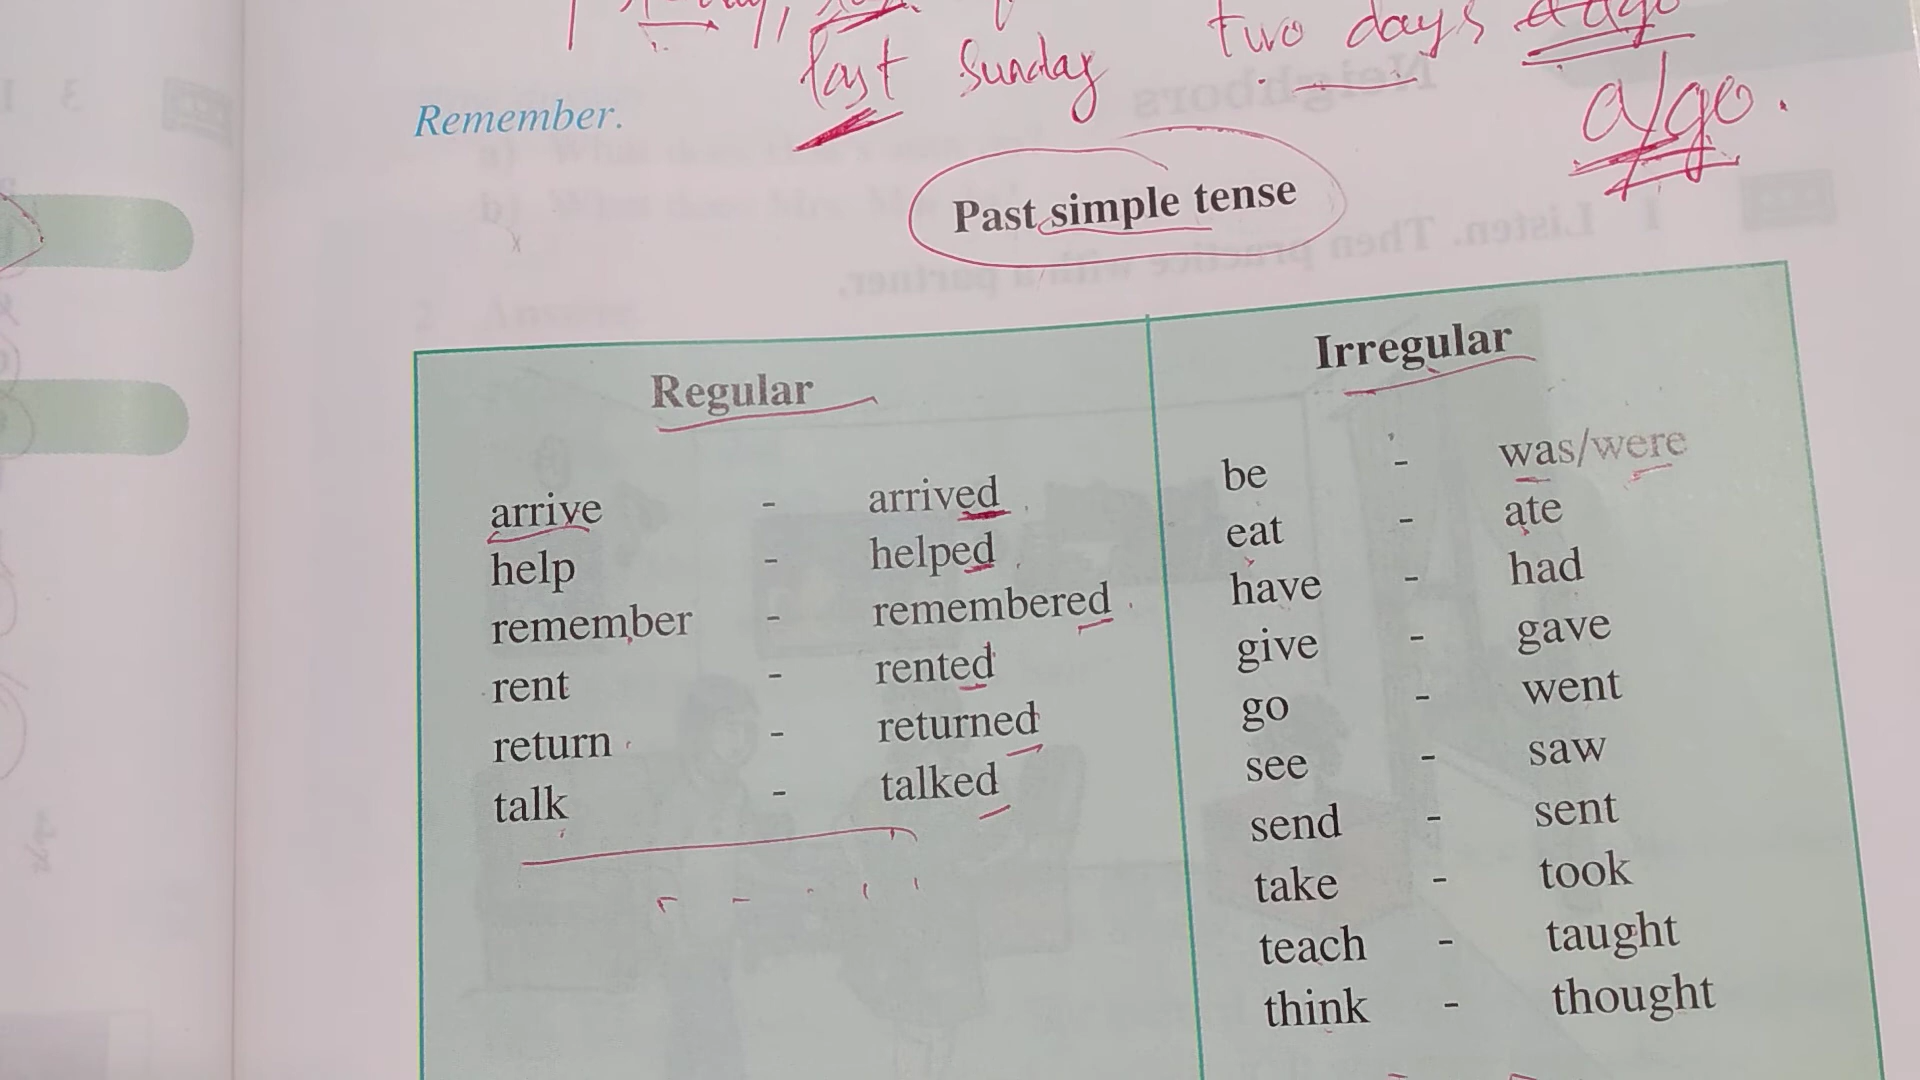 last Sunday two days ago
ago.
Remember.
Past simple tense
Regular
arrive - arrived
help - helped
remember - remembered
rent - rented
return - returned
talk - talked
Irregular
be - was/were
eat - ate
have - had
give - gave
go - went
see - saw
send - sent
take - took
teach - taught
think - thought